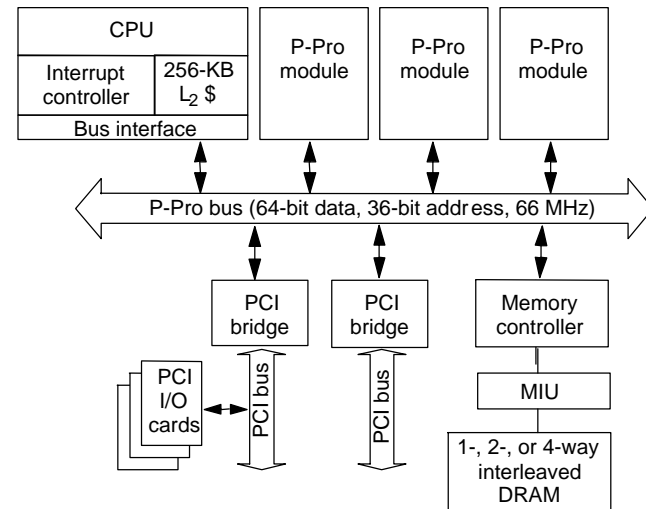 CPU
Interrupt
controller
256-KB
L2 $
Bus interface
P-Pro
module
P-Pro
module
P-Pro
module
P-Pro bus (64-bit data, 36-bit address, 66 MHz)
PCI
bridge
PCI
bridge
Memory
controller
PCI
I/O
cards
PCI bus
PCI bus
MIU
1-, 2-, or 4-way
interleaved
DRAM